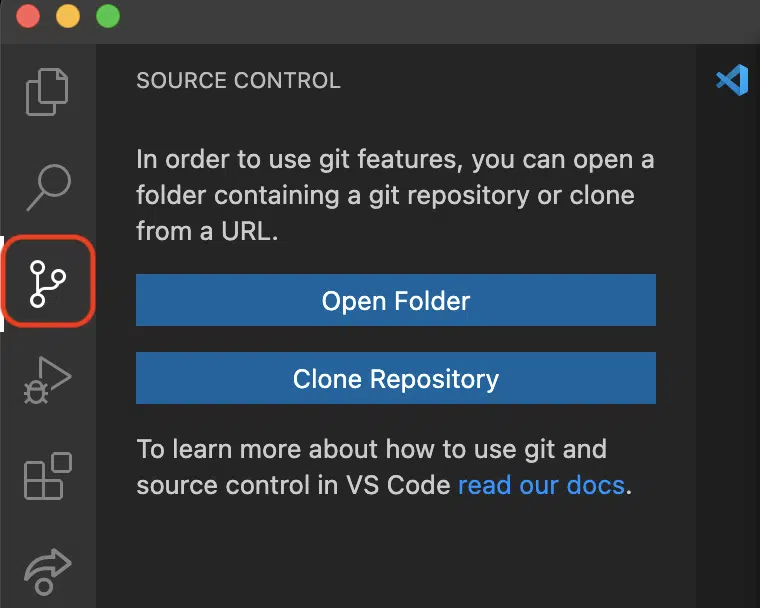 SOURCE CONTROL
In order to use git features, you can open a
folder containing a git repository or clone
from a URL.
Open Folder
Clone Repository
To learn more about how to use git and
source control in VS Code read our docs.